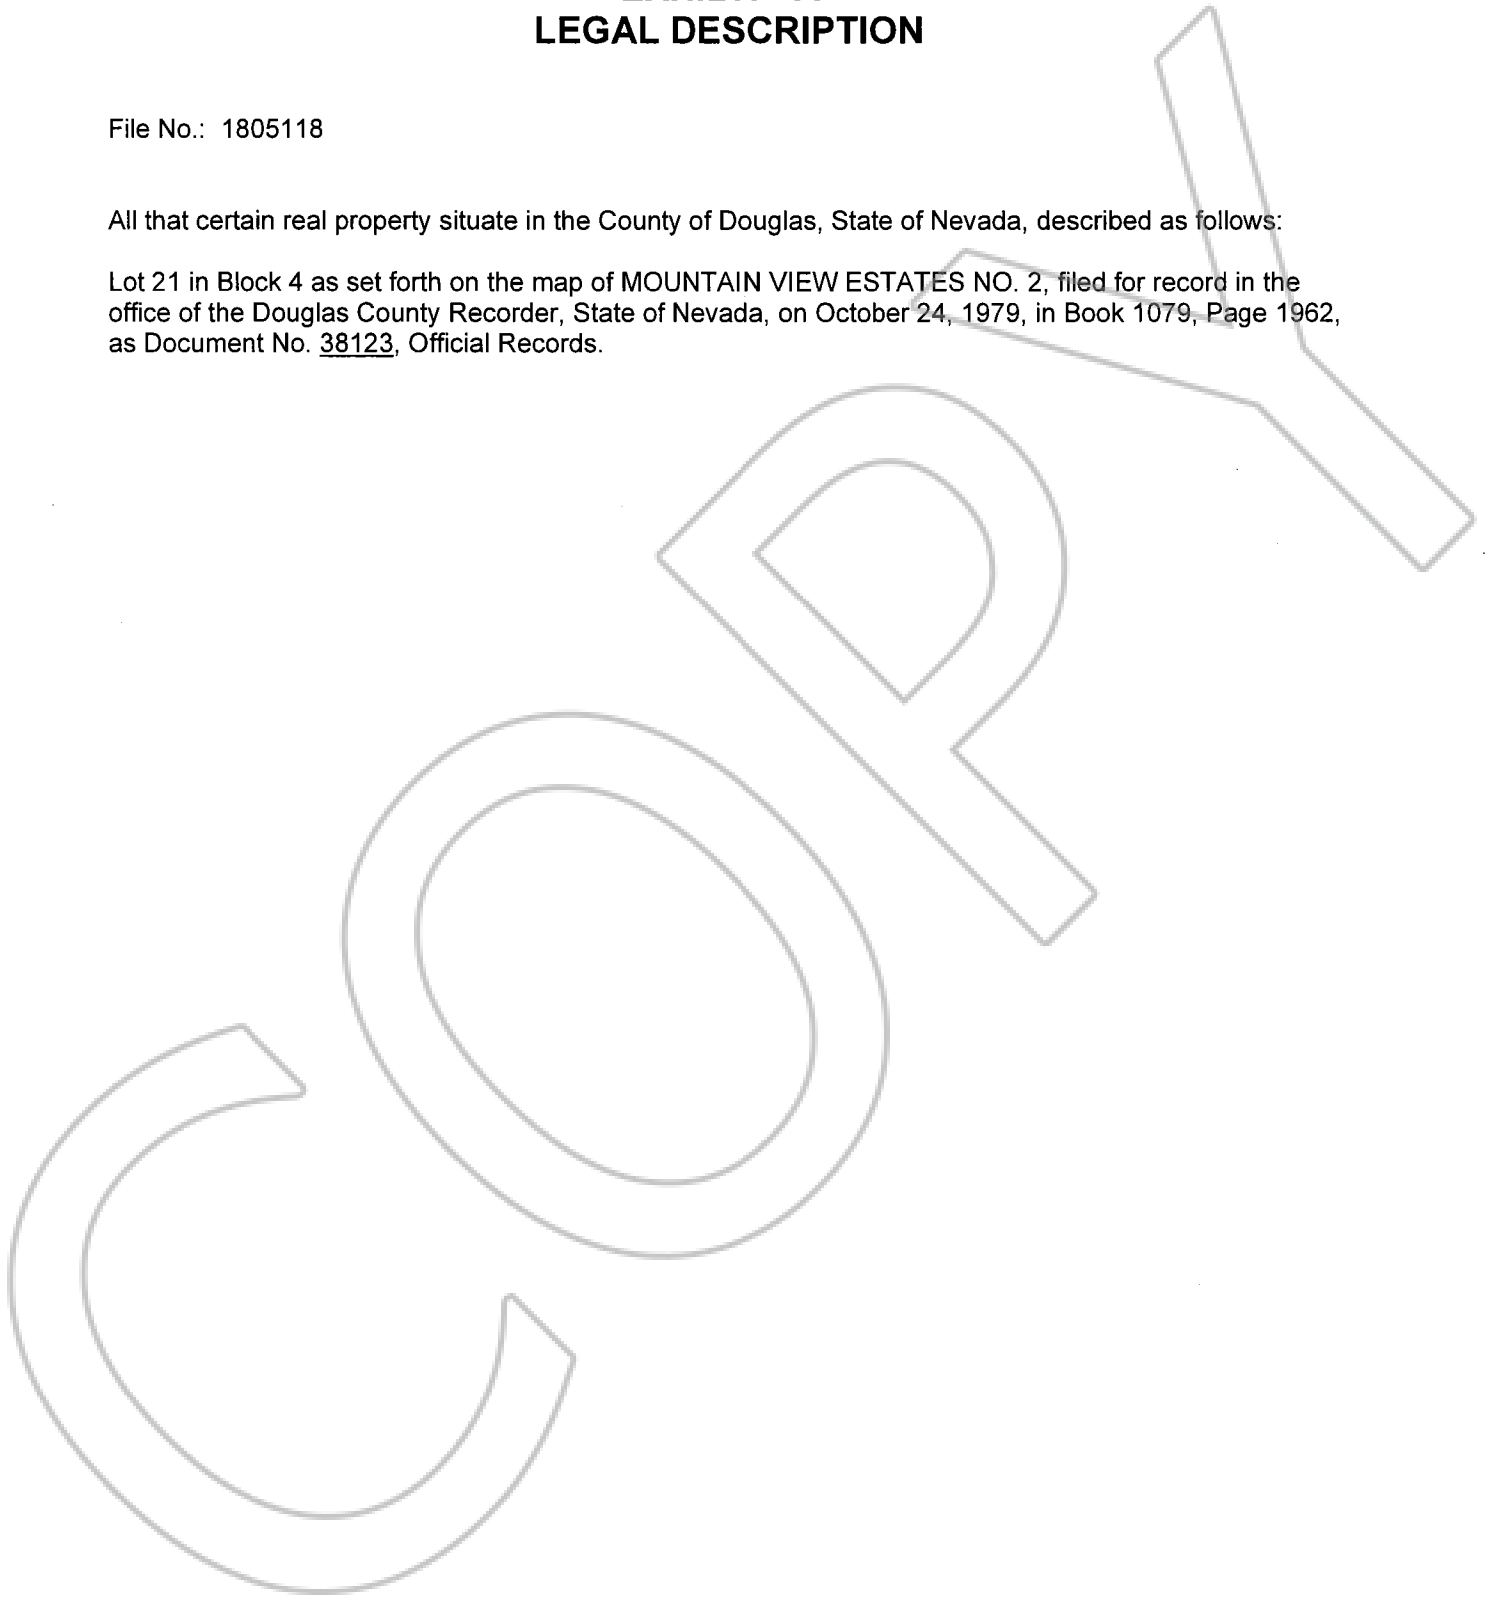 LEGAL DESCRIPTION
File No.: 1805118
All that certain real property situate in the County of Douglas, State of Nevada, described as follows:
Lot 21 in Block 4 as set forth on the map of MOUNTAIN VIEW ESTATES NO. 2, filed for record in the
office of the Douglas County Recorder, State of Nevada, on October 24, 1979, in Book 1079, Page 1962,
as Document No. 38123, Official Records.
COPY